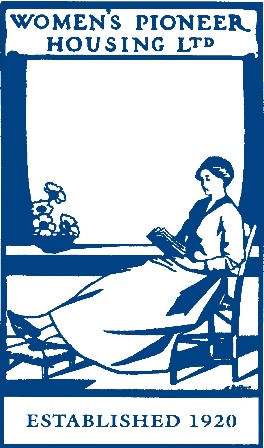 WOMEN'S PIONEER
HOUSING LTD
ESTABLISHED 1920